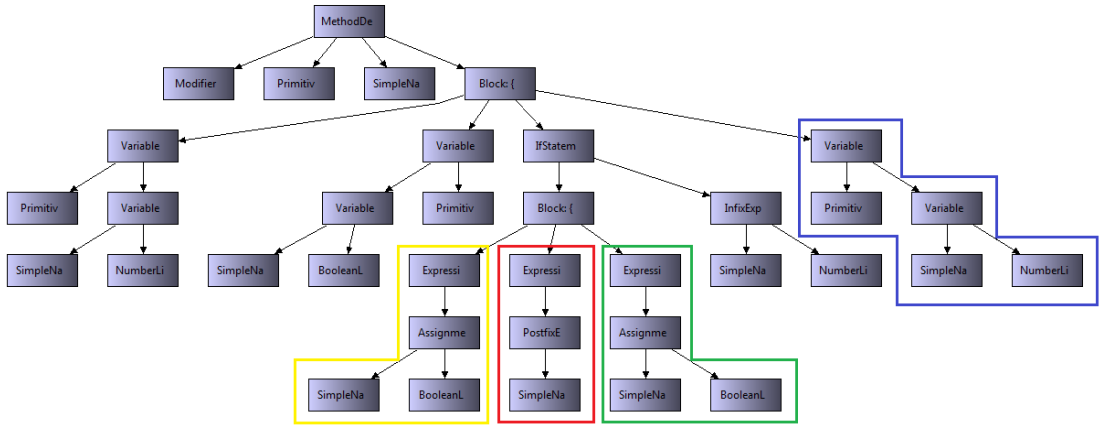 MethodDe
Modifier Primitiv SimpleNa Block: {
Variable Variable IfStatem Variable
Primitiv Variable Variable Primitiv Block: { InfixExp Primitiv Variable
SimpleNa NumberLi SimpleNa BooleanL Expressi Expressi Expressi SimpleNa NumberLi SimpleNa NumberLi
Assignme PostfixE Assignme
SimpleNa BooleanL SimpleNa SimpleNa BooleanL